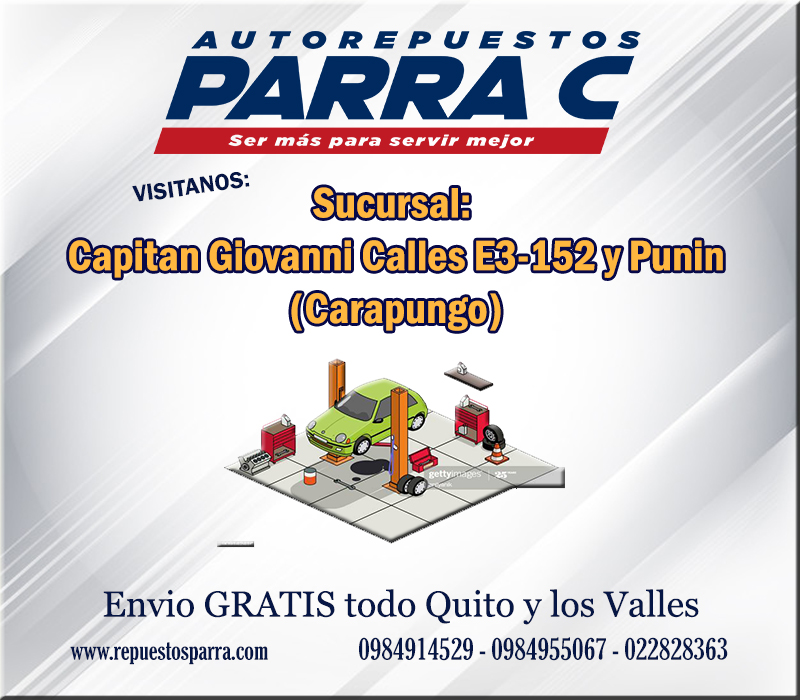 AUTOREPUESTOS
PARRA C
Ser más para servir mejor
VISITANOS:
Sucursal:
Capitan Giovanni Calles E3-152 y Punin
(Carapungo)
gettyimages
Envio GRATIS todo Quito y los Valles
www.repuestosparra.com
0984914529 - 0984955067 - 022828363